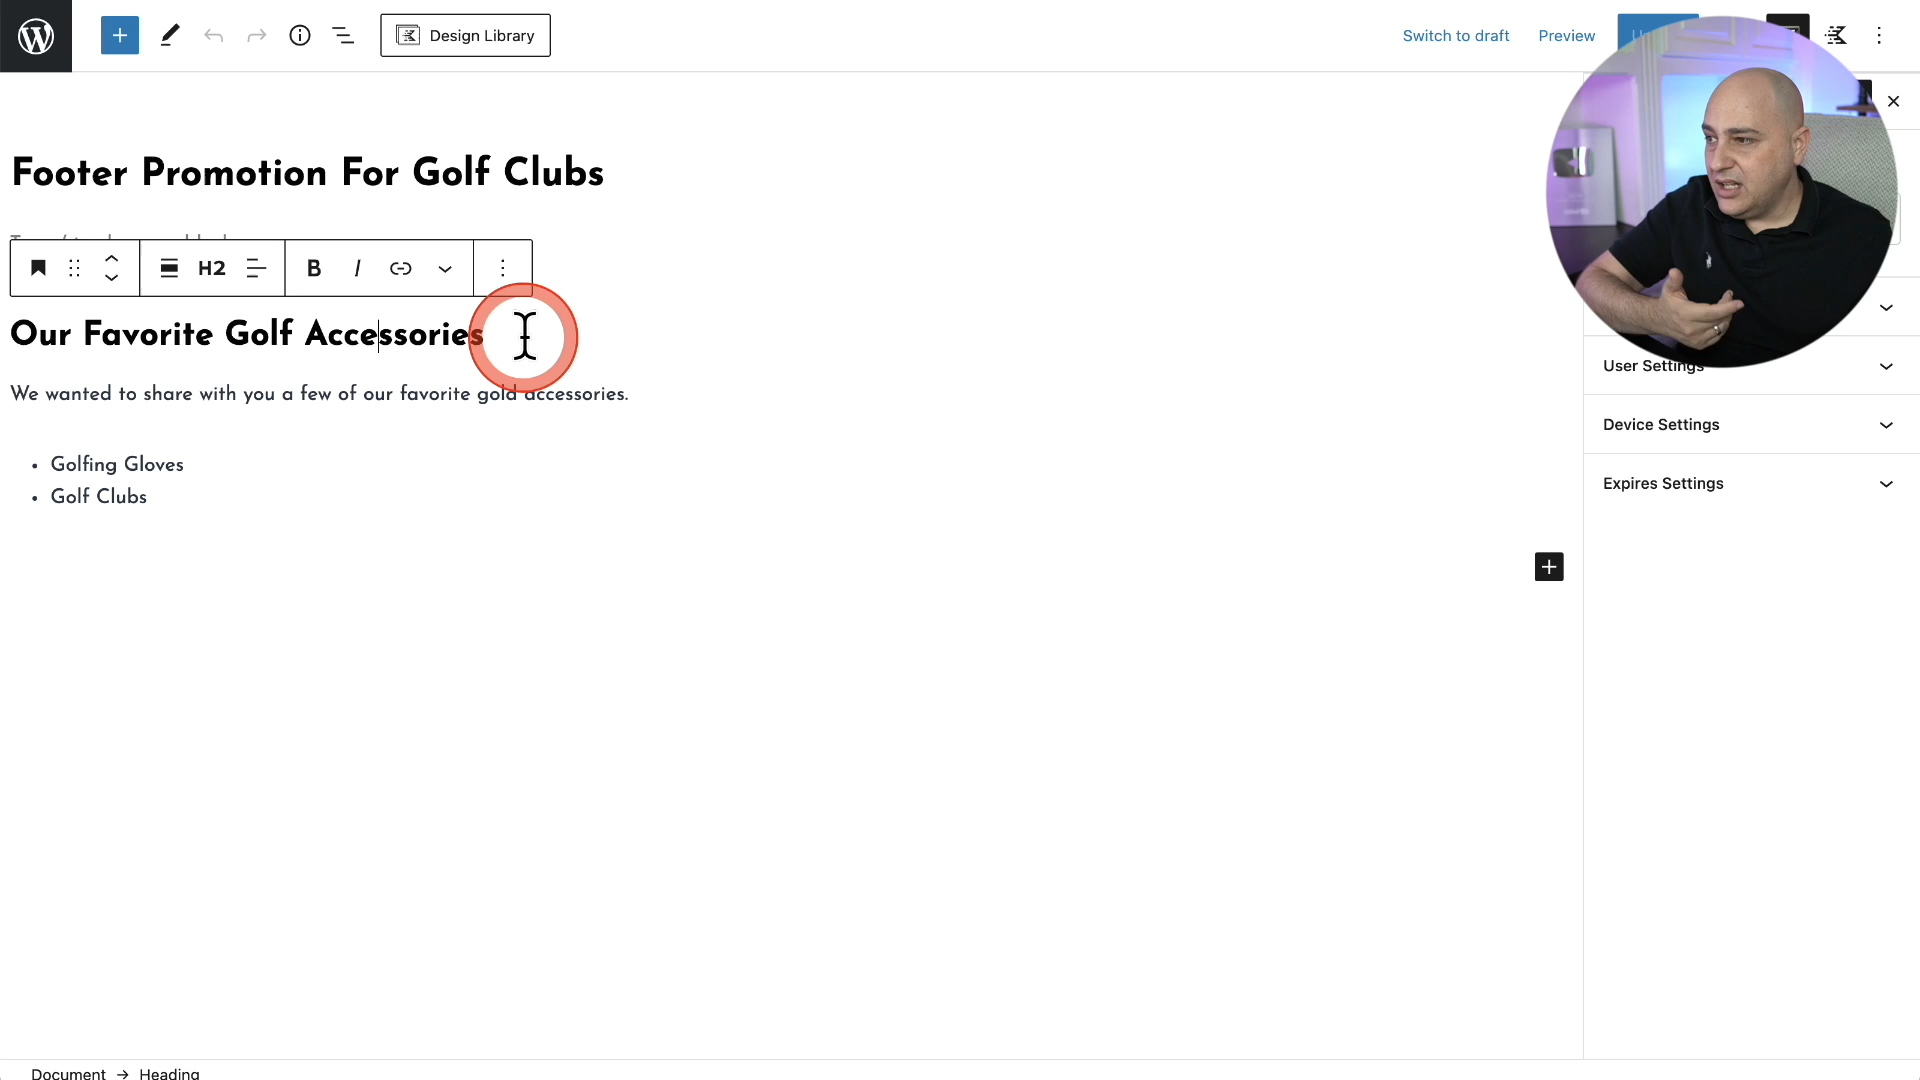 Design Library
Switch to draft
Preview
Footer Promotion For Golf Clubs
H2
B
I
Our Favorite Golf Accessories
We wanted to share with you a few of our favorite gold accessories.
• Golfing Gloves
• Golf Clubs
User Settings
Device Settings
Expires Settings
Document → Heading